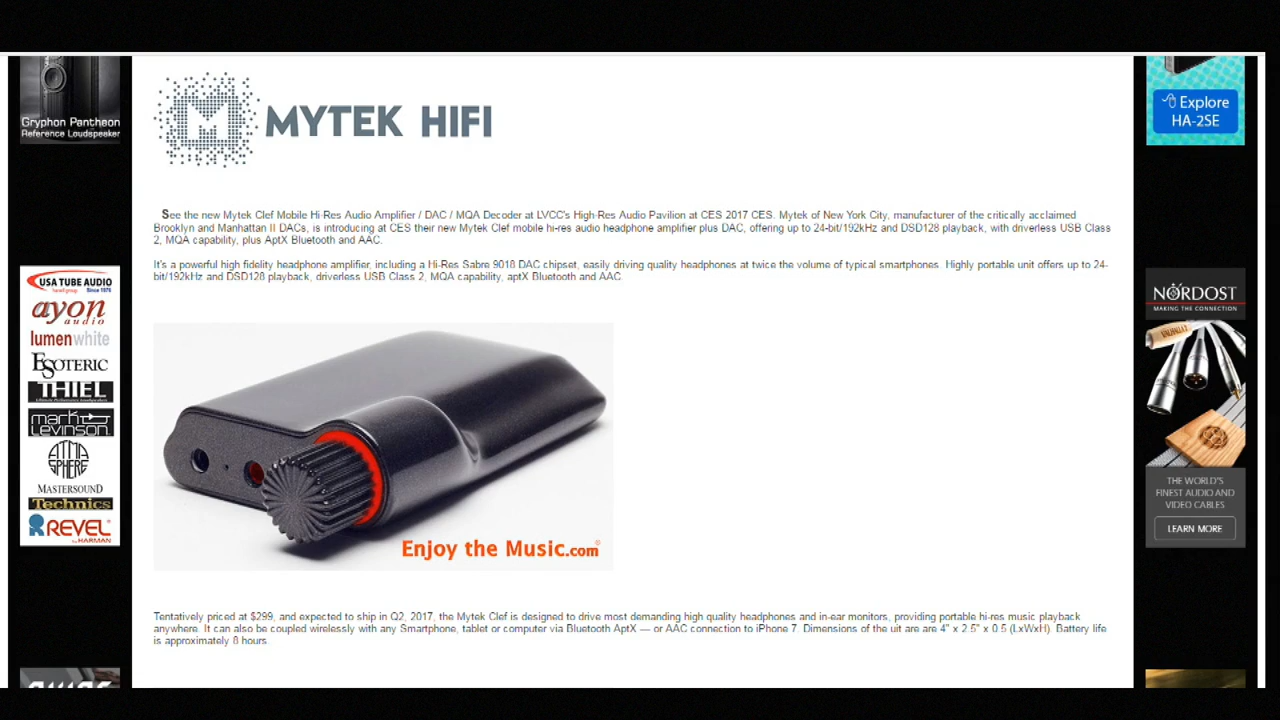 Gryphon Pantheon
Reference Loudspeaker
MYTEK HIFI
Explore
HA-2SE
See the new Mytek Clef Mobile Hi-Res Audio Amplifier / DAC / MQA Decoder at LVCC's High-Res Audio Pavilion at CES 2017 CES. Mytek of New York City, manufacturer of the critically acclaimed
Brooklyn and Manhattan II DACs, is introducing at CES their new Mytek Clef mobile hi-res audio headphone amplifier plus DAC, offering up to 24-bit/192kHz and DSD128 playback, with driverless USB Class
2, MQA capability, plus AptX Bluetooth and AAC.
It's a powerful high fidelity headphone amplifier, including a Hi-Res Sabre 9018 DAC chipset, easily driving quality headphones at twice the volume of typical smartphones. Highly portable unit offers up to 24-
bit/192kHz and DSD128 playback, driverless USB Class 2, MQA capability, aptX Bluetooth and AAC.
USA TUBE AUDIO
Since 1975
ayon
audio
lumenwhite
ESOTERIC
THIEL
mark
Levinson.
ATMA
SPHERE
MASTERSOUND
Technics
REVEL
by HARMAN
NORDOST
MAKING THE CONNECTION
THE WORLD'S
FINEST AUDIO AND
VIDEO CABLES
LEARN MORE
Enjoy the Music.com
Tentatively priced at $299, and expected to ship in Q2, 2017, the Mytek Clef is designed to drive most demanding high quality headphones and in-ear monitors, providing portable hi-res music playback
anywhere. It can also be coupled wirelessly with any Smartphone, tablet or computer via Bluetooth AptX — or AAC connection to iPhone 7. Dimensions of the uit are are 4" x 2.5" x 0.5 (LxWxH). Battery life
is approximately 8 hours.